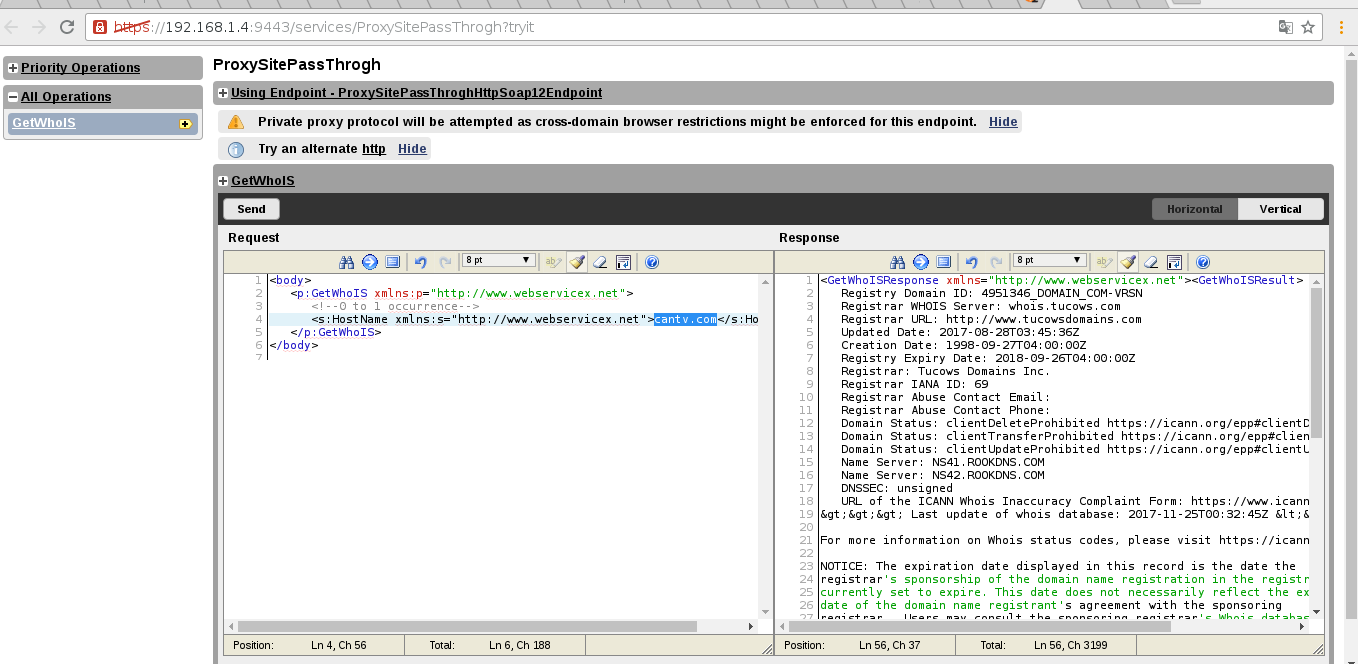 https://192.168.1.4:9443/services/ProxySitePassThrogh?tryit
Priority Operations
All Operations
GetWhoIS
ProxySitePassThrogh
Using Endpoint - ProxySitePassThroghHttpSoap12Endpoint
Private proxy protocol will be attempted as cross-domain browser restrictions might be enforced for this endpoint. Hide
Try an alternate http Hide
GetWhoIS
Send
Horizontal Vertical
Request
8 pt
1 <body>
2 <p:GetWhoIS xmlns:p="http://www.webservicex.net">
3 <!--0 to 1 occurrence-->
4 <s:HostName xmlns:s="http://www.webservicex.net">cantv.com</s:Ho
5 </p:GetWhoIS>
6 </body>
7
Position: Ln 4, Ch 56 Total: Ln 6, Ch 188
Response
8 pt
1 <GetWhoISResponse xmlns="http://www.webservicex.net"><GetWhoISResult>
2 Registry Domain ID: 4951346_DOMAIN_COM-VRSN
3 Registrar WHOIS Server: whois.tucows.com
4 Registrar URL: http://www.tucowsdomains.com
5 Updated Date: 2017-08-28T03:45:36Z
6 Creation Date: 1998-09-27T04:00:00Z
7 Registry Expiry Date: 2018-09-26T04:00:00Z
8 Registrar: Tucows Domains Inc.
9 Registrar IANA ID: 69
10 Registrar Abuse Contact Email:
11 Registrar Abuse Contact Phone:
12 Domain Status: clientDeleteProhibited https://icann.org/epp#clientD
13 Domain Status: clientTransferProhibited https://icann.org/epp#clien
14 Domain Status: clientUpdateProhibited https://icann.org/epp#clientU
15 Name Server: NS41.ROOKDNS.COM
16 Name Server: NS42.ROOKDNS.COM
17 DNSSEC: unsigned
18 URL of the ICANN Whois Inaccuracy Complaint Form: https://www.icann
19 &gt;&gt;&gt; Last update of whois database: 2017-11-25T00:32:45Z &lt;&
20
21 For more information on Whois status codes, please visit https://icann
22
23 NOTICE: The expiration date displayed in this record is the date the
24 registrar's sponsorship of the domain name registration in the registr
25 currently set to expire. This date does not necessarily reflect the ex
26 date of the domain name registrant's agreement with the sponsoring
27 registrar. Users may consult the sponsoring registrar's Whois databas
Position: Ln 56, Ch 37 Total: Ln 56, Ch 3199